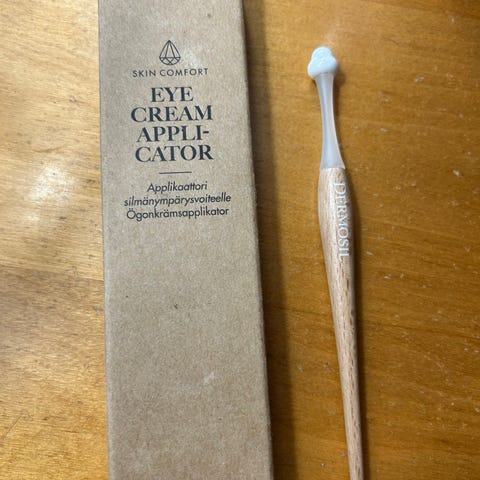 SKIN COMFORT
EYE
CREAM
APPLI-
CATOR
Applikaattori
silmänympärysvoiteelle
Ögonkrämsapplikator
DERMOSIL